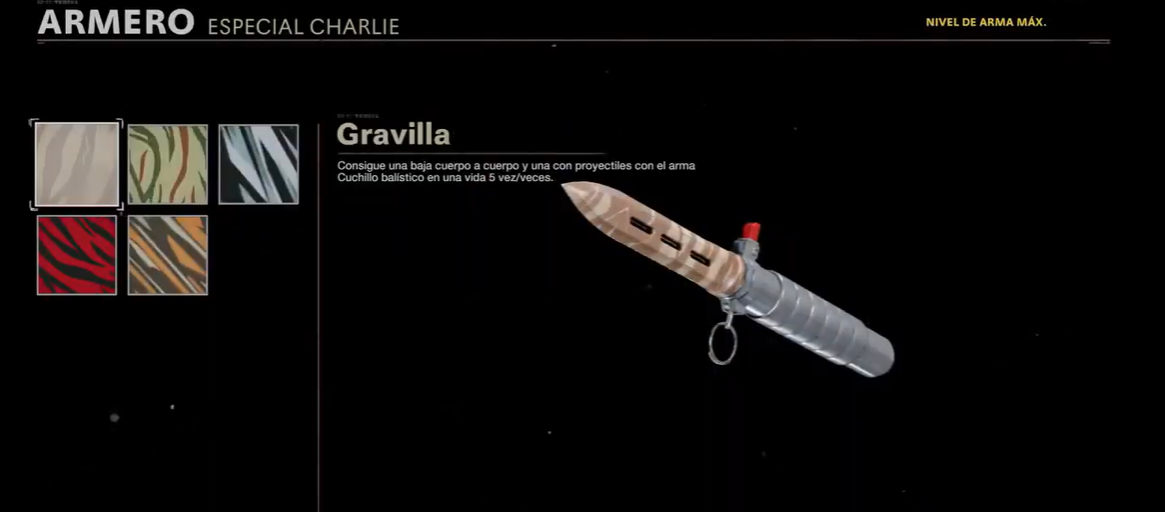 ARMERO ESPECIAL CHARLIE
NIVEL DE ARMA MÁX.
Gravilla
Consigue una baja cuerpo a cuerpo y una con proyectiles con el arma
Cuchillo balístico en una vida 5 vez/veces.